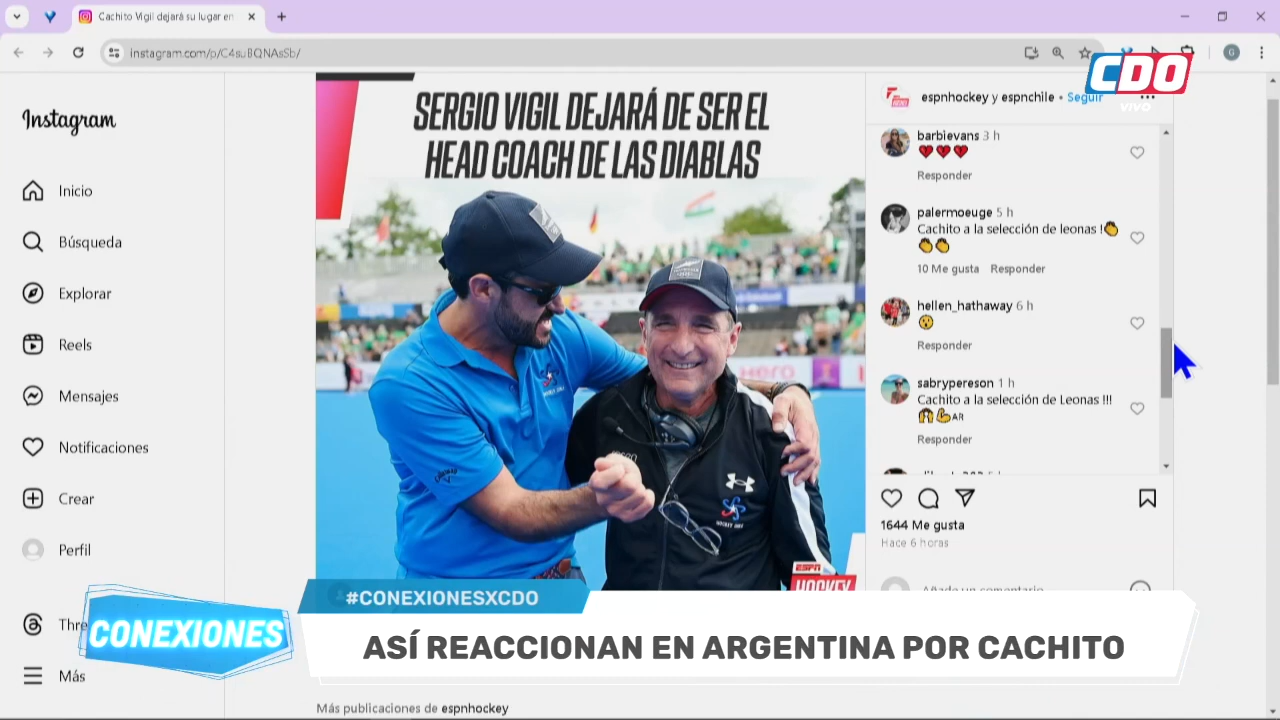 Cachito Vigil dejará su lugar en
instagram.com/p/C4suBQNAsSb/
G
CDO
VIVO
Instagram
Inicio
Búsqueda
Explorar
Reels
Mensajes
Notificaciones
Crear
Perfil
Thre
Más
SERGIO VIGIL DEJARÁ DE SER EL
HEAD COACH DE LAS DIABLAS
ESPN
HOCKEY
espnhockey y espnchile • Seguir
barbievans 3 h
Responder
palermoeuge 5 h
Cachito a la selección de leonas !
10 Me gusta Responder
hellen_hathaway 6 h
Responder
sabrypereson 1 h
Cachito a la selección de Leonas !!!
AR
Responder
1644 Me gusta
Hace 6 horas
Añade un comentario
#CONEXIONESXCDO
CONEXIONES
ASÍ REACCIONAN EN ARGENTINA POR CACHITO
Más publicaciones de espnhockey